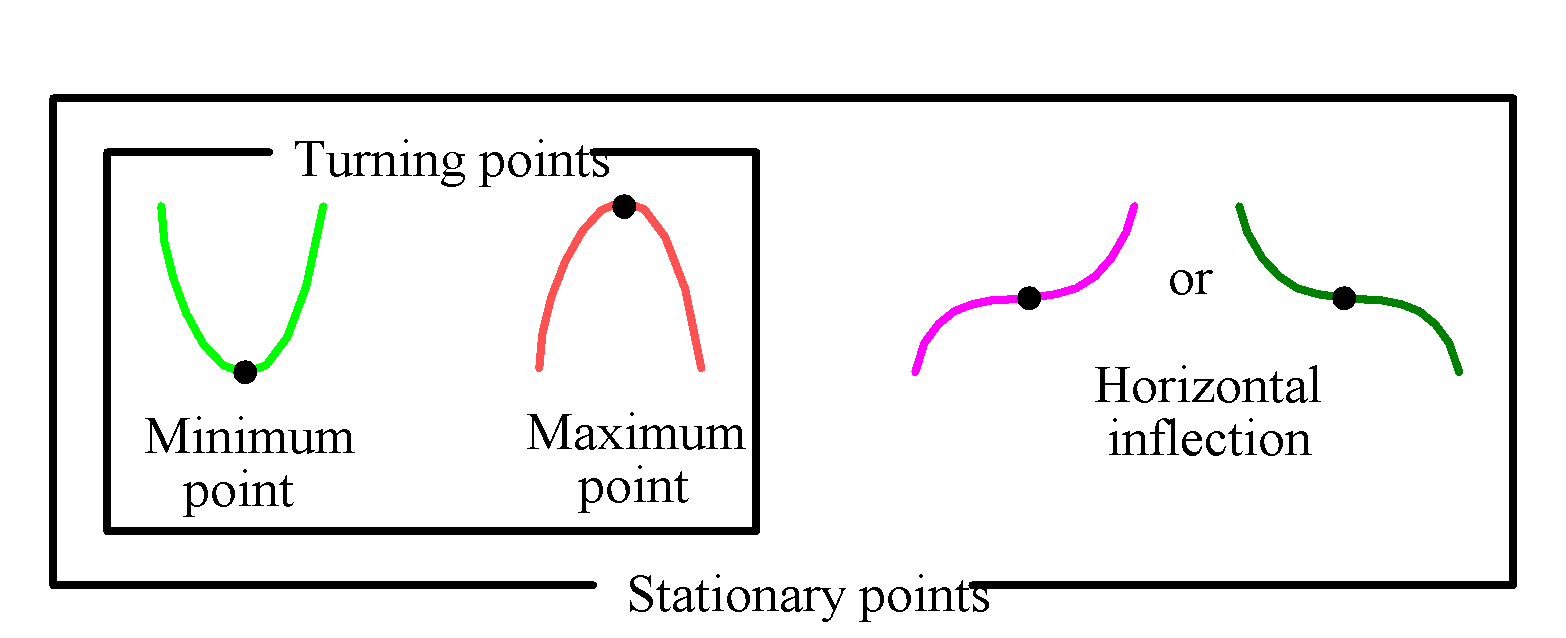 Turning points
Minimum
point
Maximum
point
or
Horizontal
inflection
Stationary points